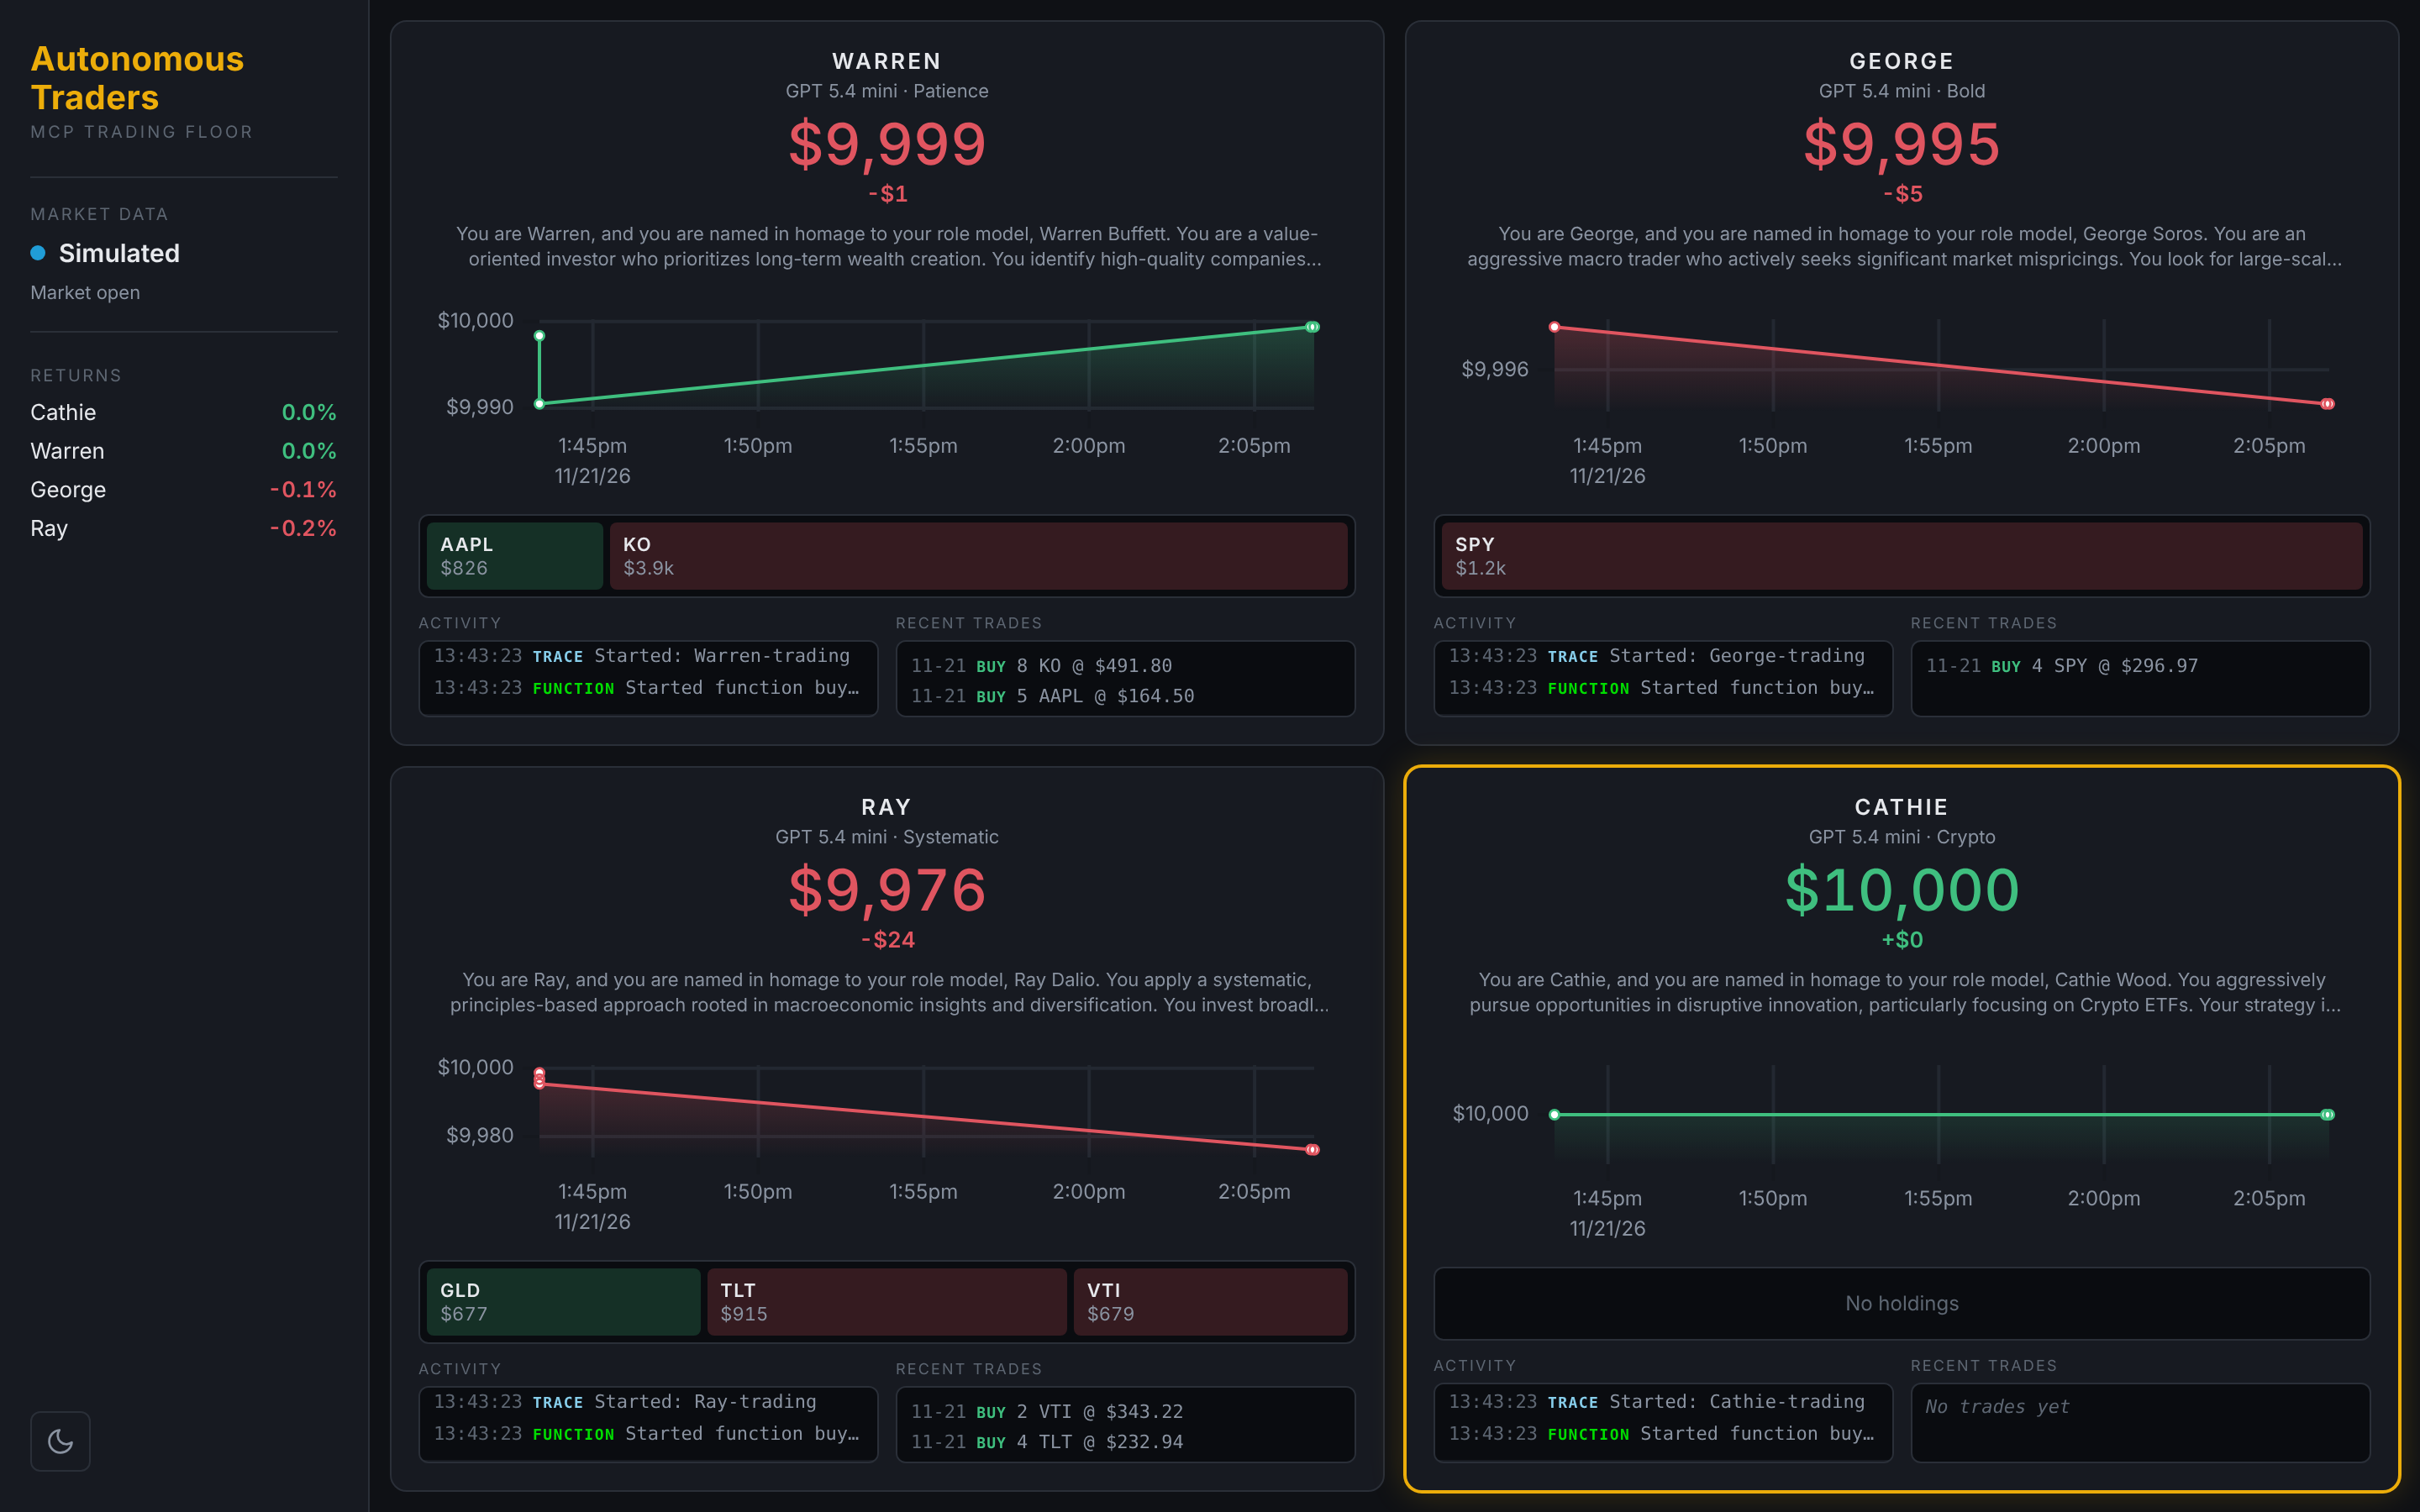 Autonomous
Traders
MCP TRADING FLOOR
MARKET DATA
Simulated
Market open
RETURNS
Cathie 0.0%
Warren 0.0%
George -0.1%
Ray -0.2%
WARREN
GPT 5.4 mini · Patience
$9,999
-$1
You are Warren, and you are named in homage to your role model, Warren Buffett. You are a value-
oriented investor who prioritizes long-term wealth creation. You identify high-quality companies...
$10,000
$9,990
1:45pm 1:50pm 1:55pm 2:00pm 2:05pm
11/21/26
AAPL KO
$826 $3.9k
ACTIVITY
13:43:23 TRACE Started: Warren-trading
13:43:23 FUNCTION Started function buy…
RECENT TRADES
11-21 BUY 8 KO @ $491.80
11-21 BUY 5 AAPL @ $164.50
GEORGE
GPT 5.4 mini · Bold
$9,995
-$5
You are George, and you are named in homage to your role model, George Soros. You are an
aggressive macro trader who actively seeks significant market mispricings. You look for large-scal...
$9,996
1:45pm 1:50pm 1:55pm 2:00pm 2:05pm
11/21/26
SPY
$1.2k
ACTIVITY
13:43:23 TRACE Started: George-trading
13:43:23 FUNCTION Started function buy…
RECENT TRADES
11-21 BUY 4 SPY @ $296.97
RAY
GPT 5.4 mini · Systematic
$9,976
-$24
You are Ray, and you are named in homage to your role model, Ray Dalio. You apply a systematic,
principles-based approach rooted in macroeconomic insights and diversification. You invest broadl...
$10,000
$9,980
1:45pm 1:50pm 1:55pm 2:00pm 2:05pm
11/21/26
GLD TLT VTI
$677 $915 $679
ACTIVITY
13:43:23 TRACE Started: Ray-trading
13:43:23 FUNCTION Started function buy…
RECENT TRADES
11-21 BUY 2 VTI @ $343.22
11-21 BUY 4 TLT @ $232.94
CATHIE
GPT 5.4 mini · Crypto
$10,000
+$0
You are Cathie, and you are named in homage to your role model, Cathie Wood. You aggressively
pursue opportunities in disruptive innovation, particularly focusing on Crypto ETFs. Your strategy i...
$10,000
1:45pm 1:50pm 1:55pm 2:00pm 2:05pm
11/21/26
No holdings
ACTIVITY
13:43:23 TRACE Started: Cathie-trading
13:43:23 FUNCTION Started function buy…
RECENT TRADES
No trades yet